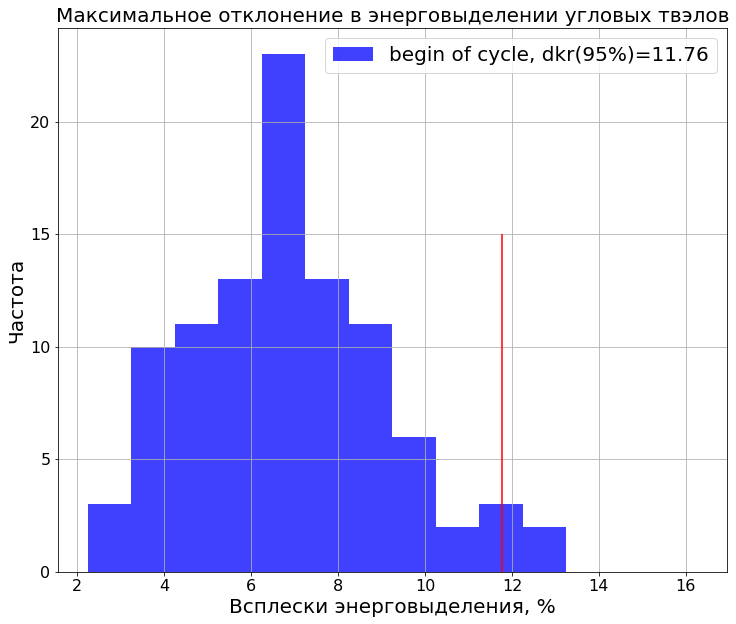 Максимальное отклонение в энерговыделении угловых твэлов
begin of cycle, dkr(95%)=11.76
20
15
10
5
0
Частота
2 4 6 8 10 12 14 16
Всплески энерговыделения, %